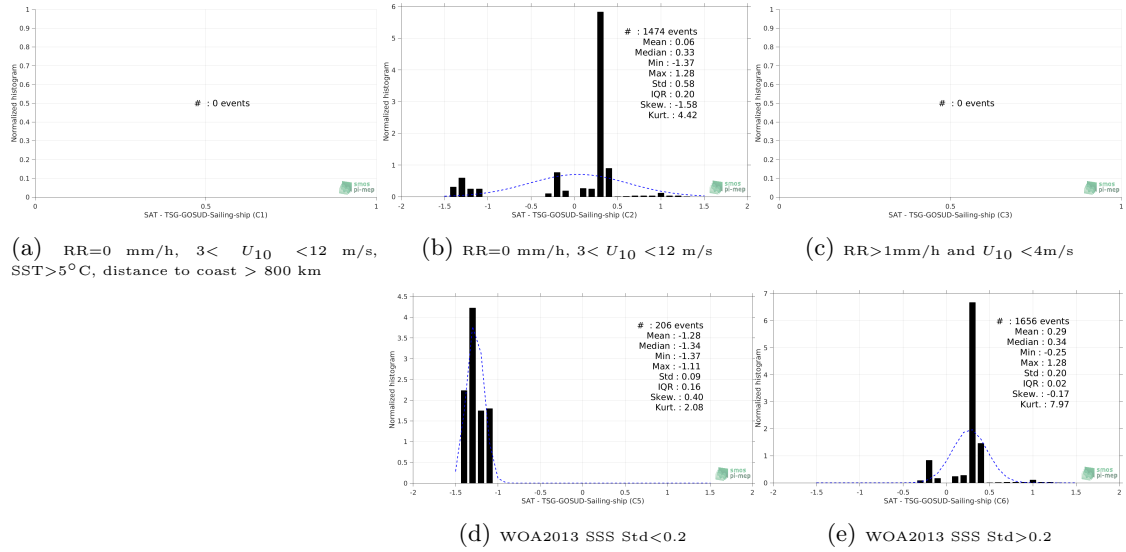 1
0.9
0.8
0.7
0.6
0.5
0.4
0.3
0.2
0.1
0
Normalized histogram
# : 0 events
smos
pi-mep
0 0.5 1
SAT - TSG-GOSUD-Sailing-ship (C1)
(a) RR=0 mm/h, 3< U10 <12 m/s,
SST>5°C, distance to coast > 800 km
6
5
4
3
2
1
0
Normalized histogram
# : 1474 events
Mean : 0.06
Median : 0.33
Min : -1.37
Max : 1.28
Std : 0.58
IQR : 0.20
Skew. : -1.58
Kurt. : 4.42
smos
pi-mep
-2 -1.5 -1 -0.5 0 0.5 1 1.5 2
SAT - TSG-GOSUD-Sailing-ship (C2)
(b) RR=0 mm/h, 3< U10 <12 m/s
1
0.9
0.8
0.7
0.6
0.5
0.4
0.3
0.2
0.1
0
Normalized histogram
# : 0 events
smos
pi-mep
0 0.5 1
SAT - TSG-GOSUD-Sailing-ship (C3)
(c) RR>1mm/h and U10 <4m/s
4.5
4
3.5
3
2.5
2
1.5
1
0.5
0
Normalized histogram
# : 206 events
Mean : -1.28
Median : -1.34
Min : -1.37
Max : -1.11
Std : 0.09
IQR : 0.16
Skew. : 0.40
Kurt. : 2.08
smos
pi-mep
-2 -1.5 -1 -0.5 0 0.5 1 1.5 2
SAT - TSG-GOSUD-Sailing-ship (C5)
(d) WOA2013 SSS Std<0.2
7
6
5
4
3
2
1
0
Normalized histogram
# : 1656 events
Mean : 0.29
Median : 0.34
Min : -0.25
Max : 1.28
Std : 0.20
IQR : 0.02
Skew. : -0.17
Kurt. : 7.97
smos
pi-mep
-2 -1.5 -1 -0.5 0 0.5 1 1.5 2
SAT - TSG-GOSUD-Sailing-ship (C6)
(e) WOA2013 SSS Std>0.2